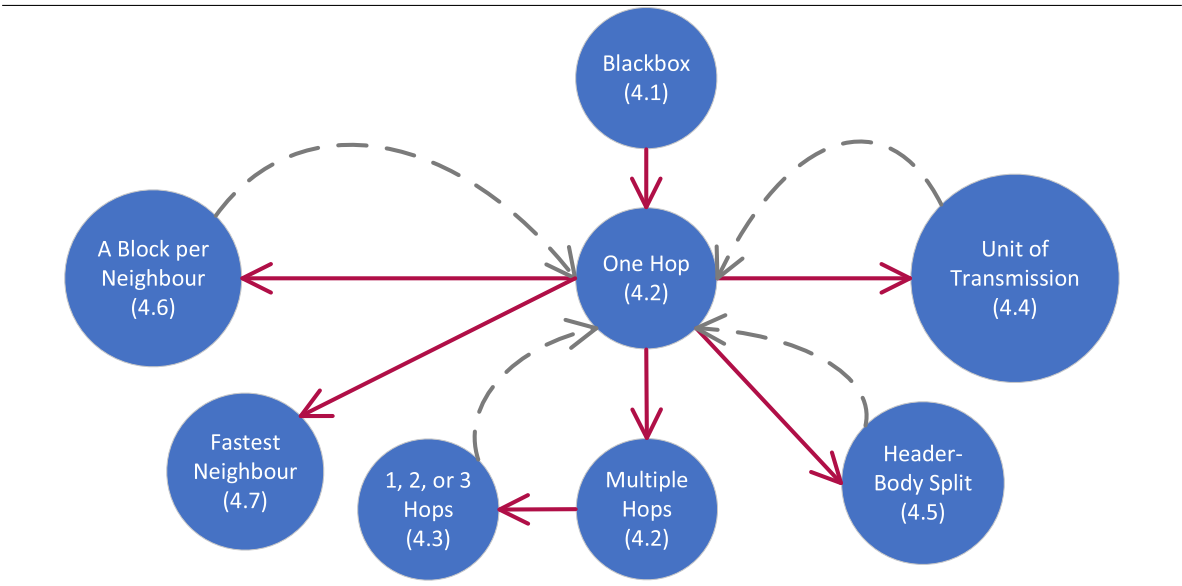 Blackbox
(4.1)
A Block per
Neighbour
(4.6)
One Hop
(4.2)
Unit of
Transmission
(4.4)
Fastest
Neighbour
(4.7)
1, 2, or 3
Hops
(4.3)
Multiple
Hops
(4.2)
Header-
Body Split
(4.5)